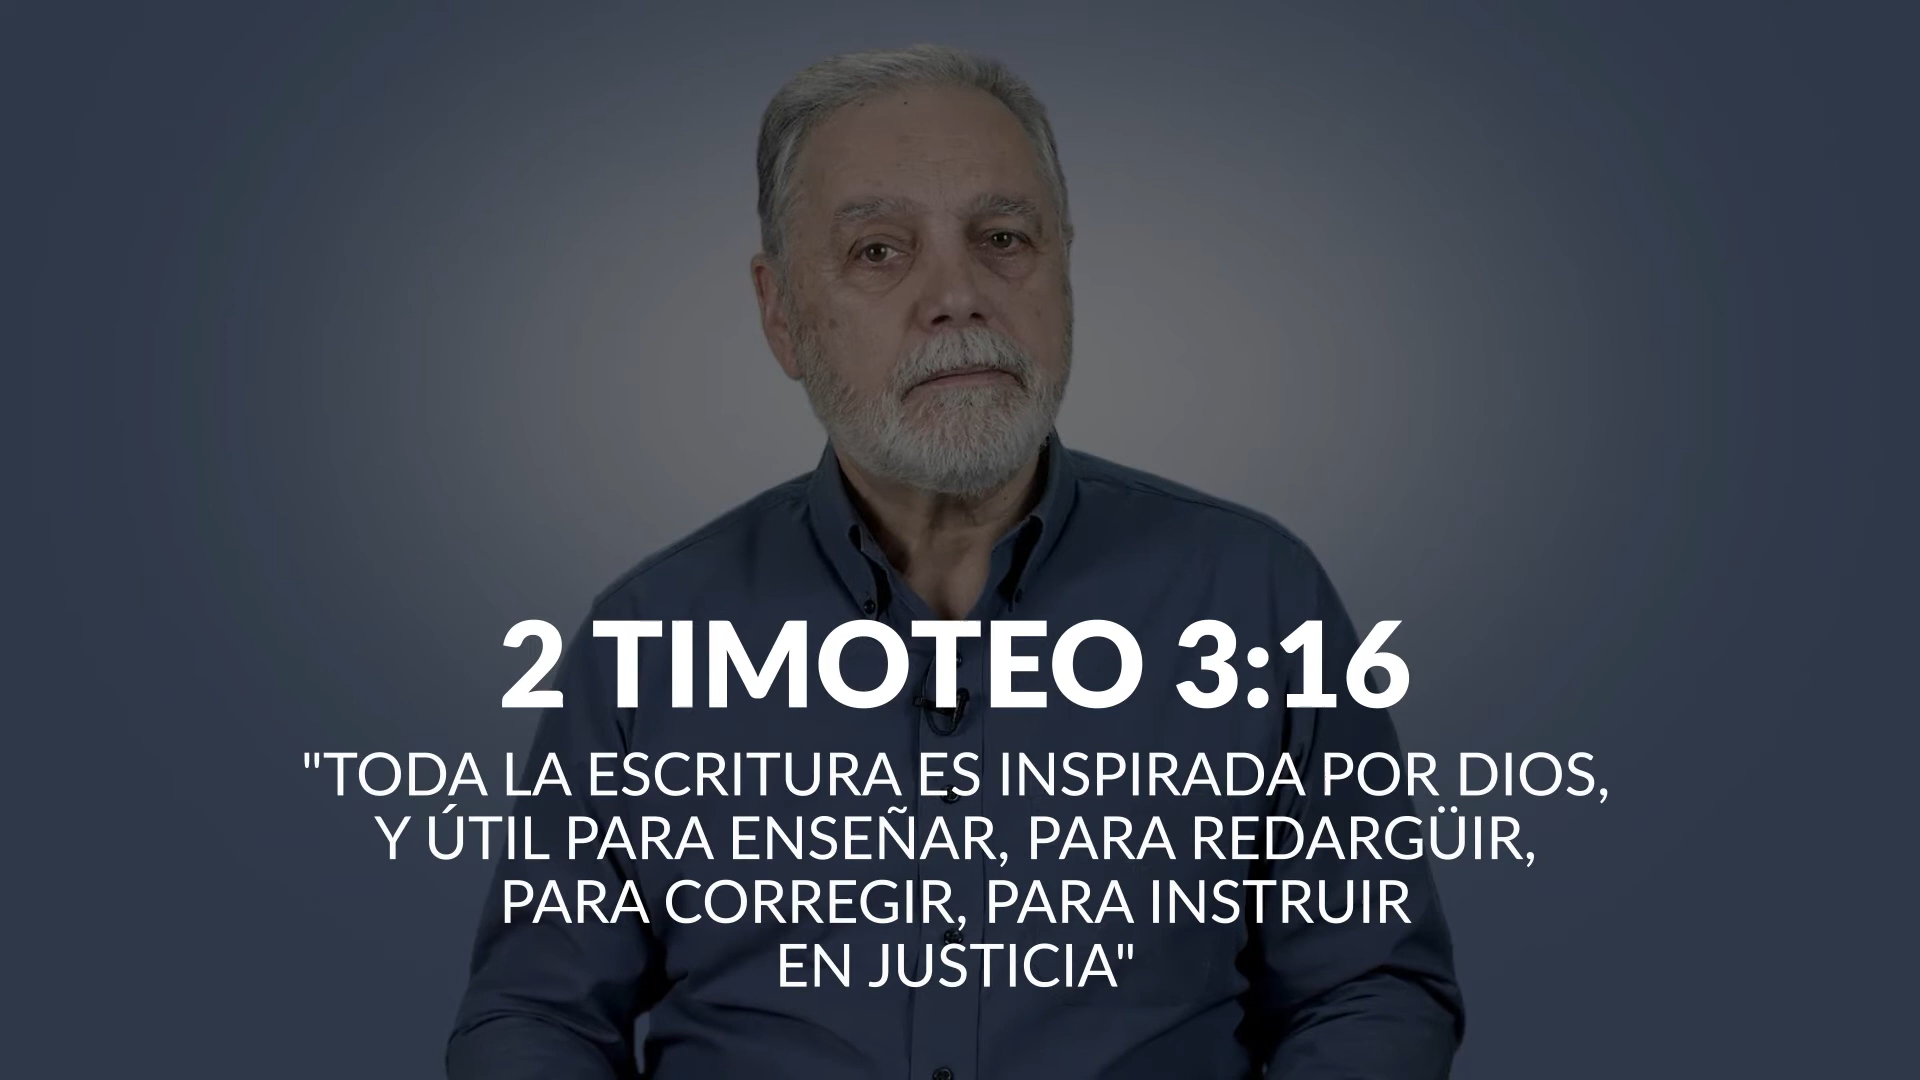 2 TIMOTEO 3:16
"TODA LA ESCRITURA ES INSPIRADA POR DIOS,
Y ÚTIL PARA ENSEÑAR, PARA REDARGÜIR,
PARA CORREGIR, PARA INSTRUIR
EN JUSTICIA"